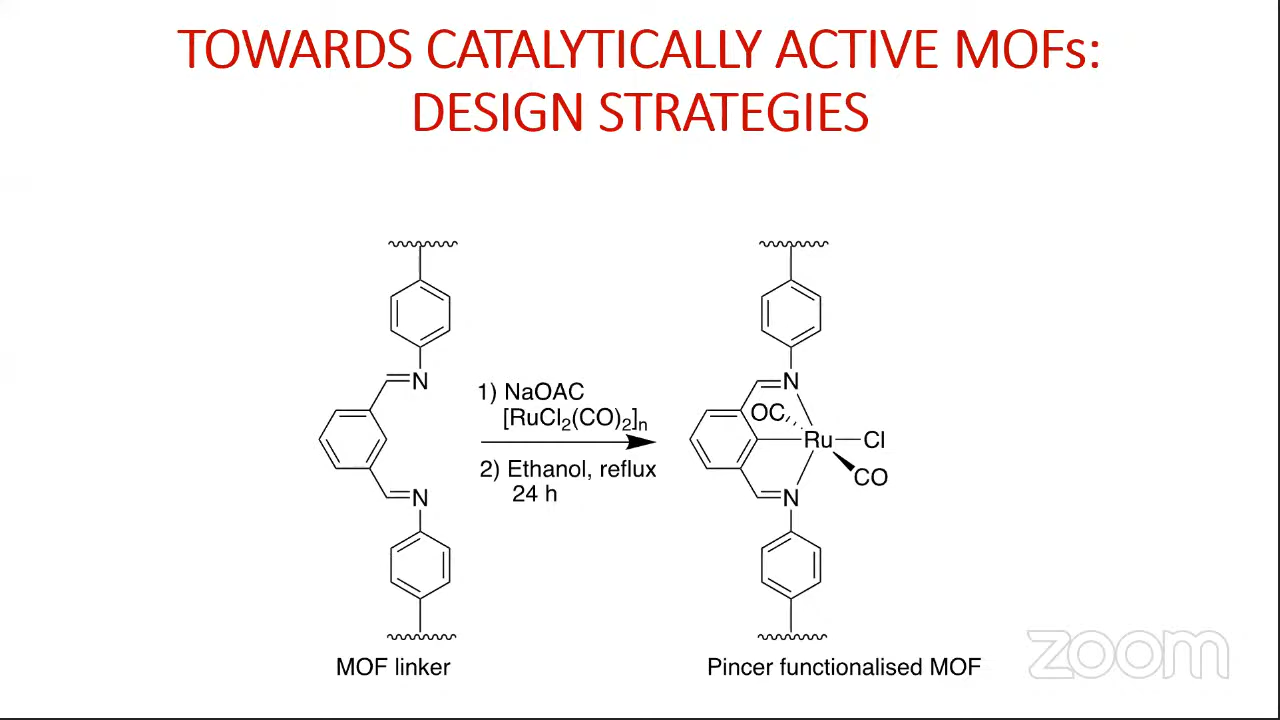 TOWARDS CATALYTICALLY ACTIVE MOFs:
DESIGN STRATEGIES
N
1) NaOAC
[RuCl2(CO)2]n
2) Ethanol, reflux
24 h
N
MOF linker
N
OC
Ru
Cl
CO
N
Pincer functionalised MOF
zoom